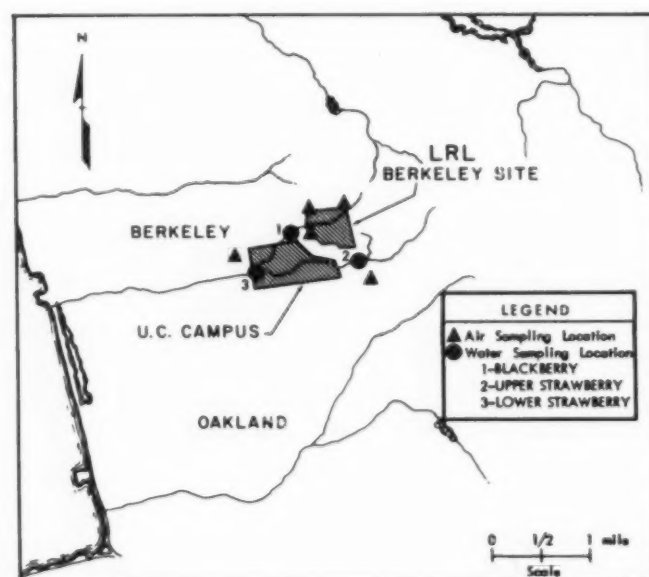 N
LRL
BERKELEY SITE
BERKELEY
1
2
3
U.C. CAMPUS
OAKLAND
LEGEND
Air Sampling Location
Water Sampling Location
1-BLACKBERRY
2-UPPER STRAWBERRY
3-LOWER STRAWBERRY
0 1/2 1 mile
Scale